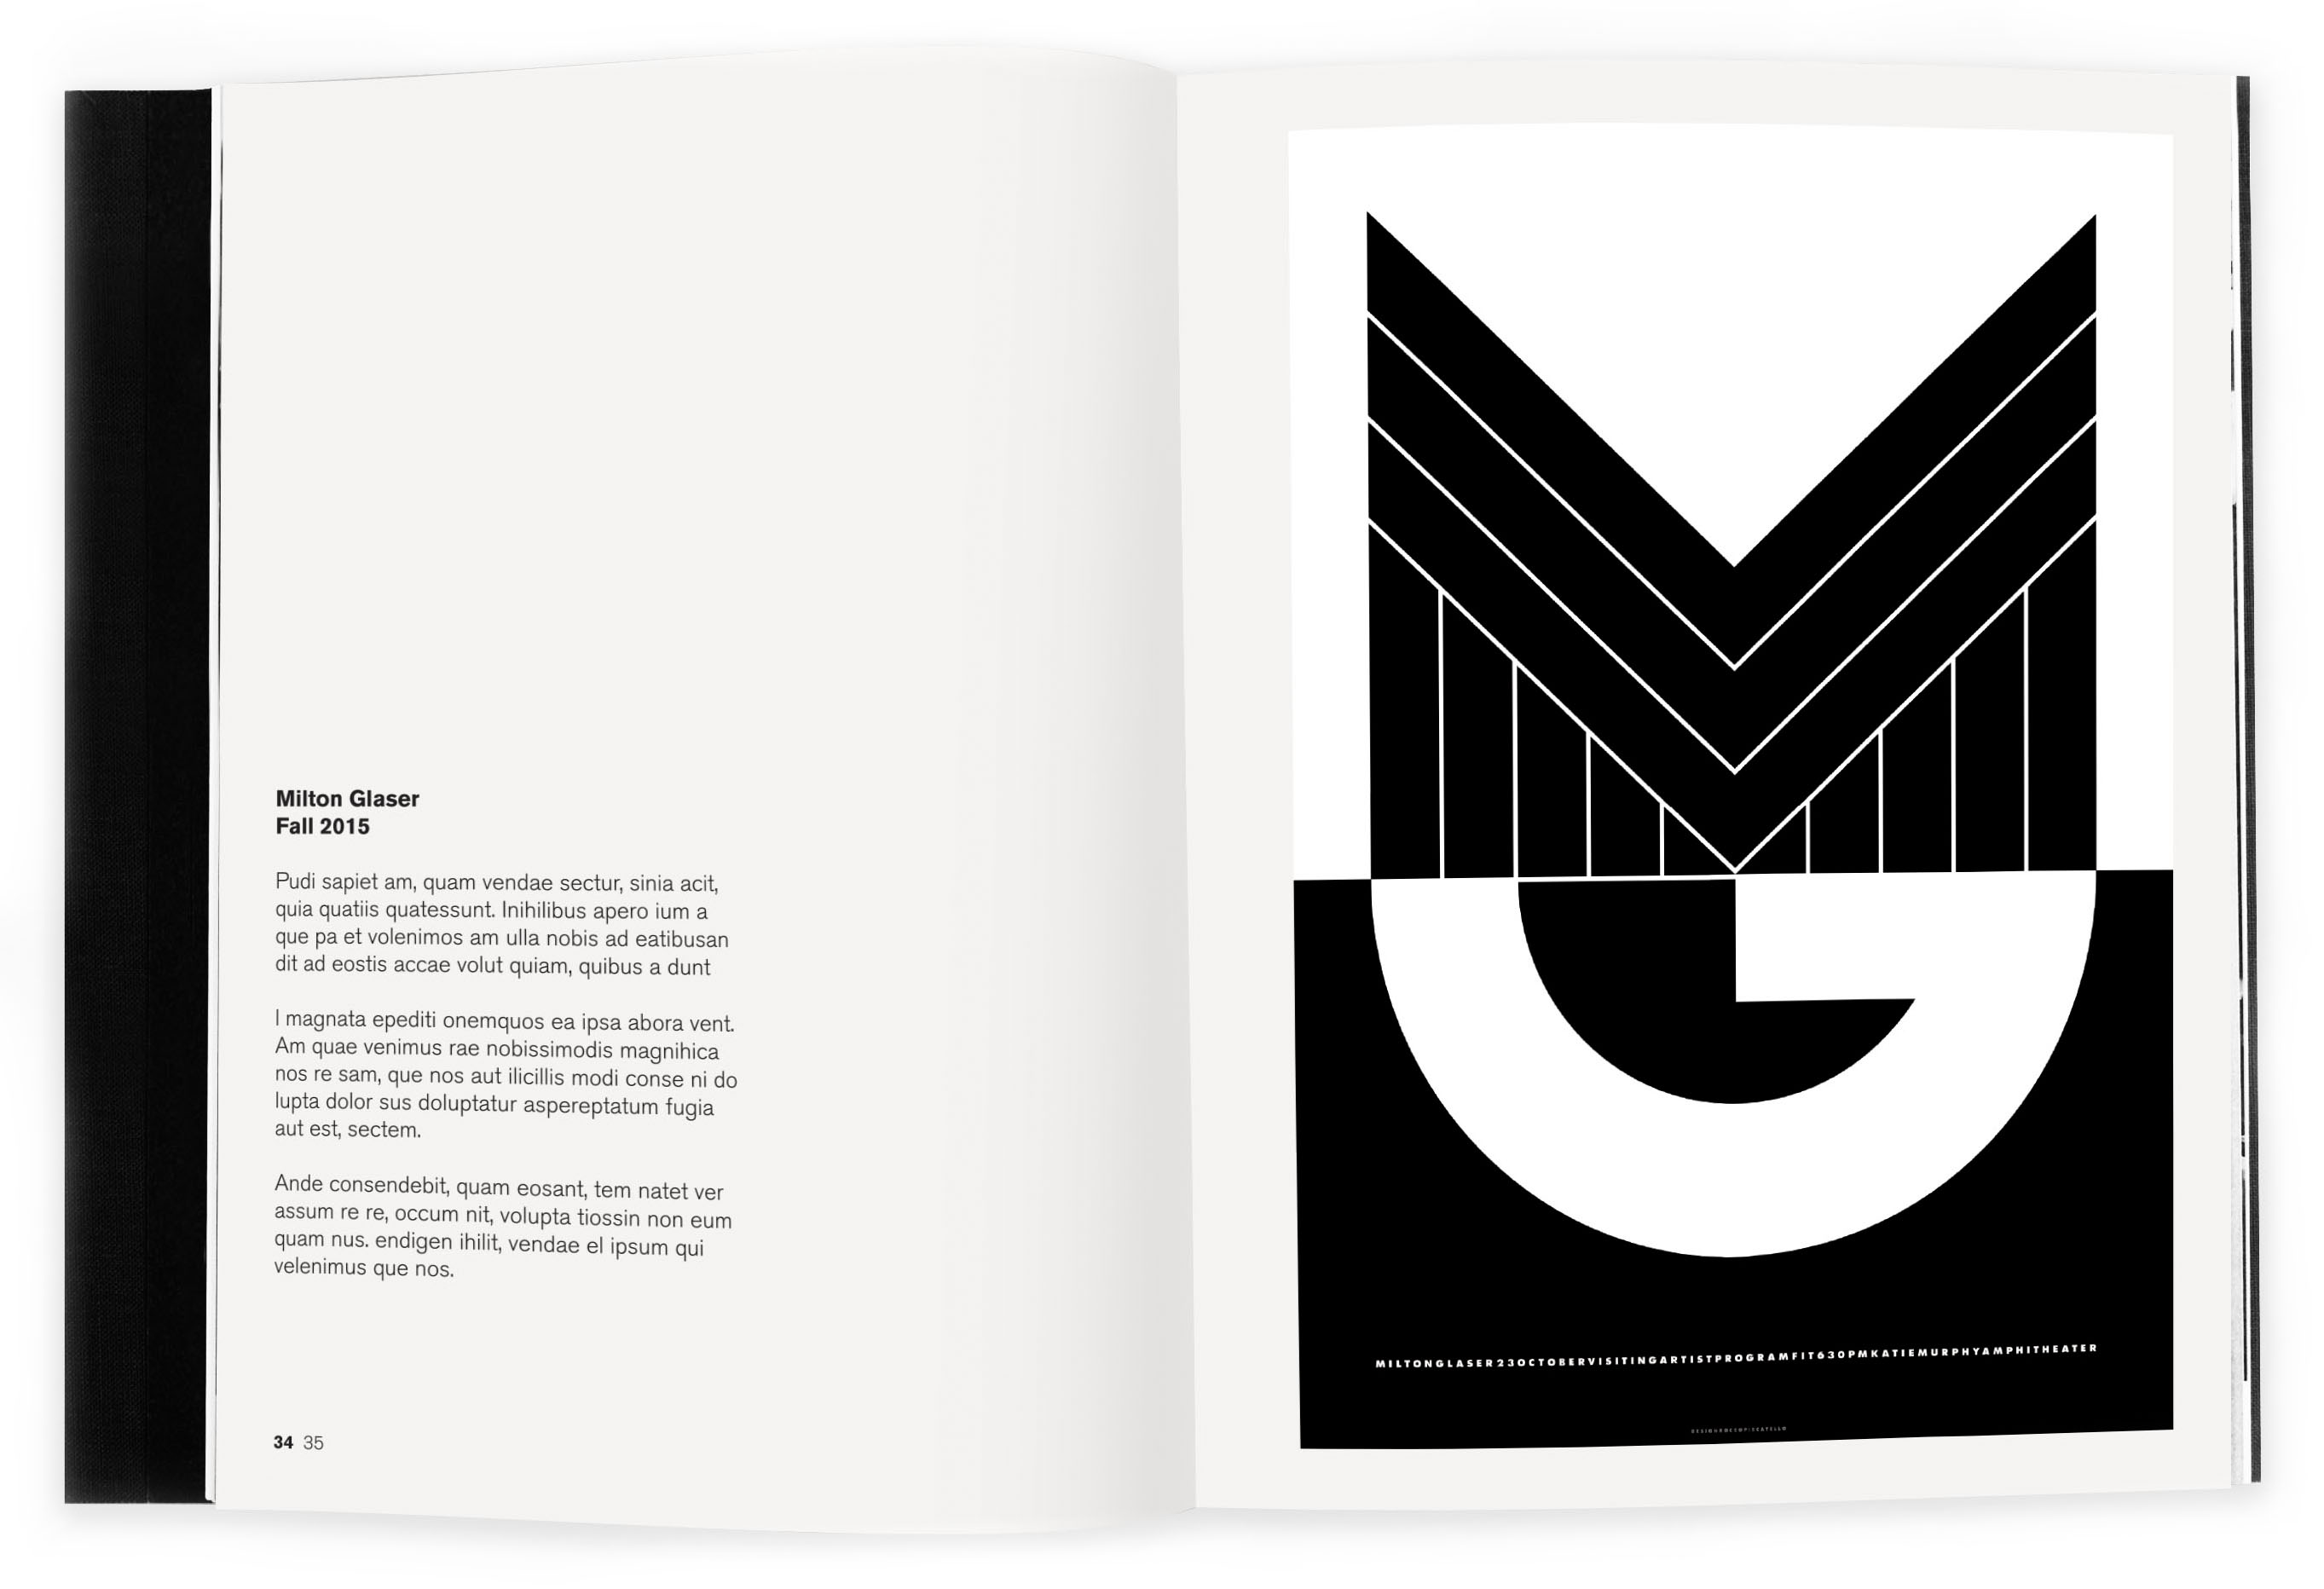 Milton Glaser
Fall 2015
Pudi sapiet am, quam vendae sectur, sinia acit,
quia quatiis quatessunt. Inihilibus apero ium a
que pa et volenimos am ulla nobis ad eatibusan
dit ad eostis accae volut quiam, quibus a dunt
I magnata epediti onemquos ea ipsa abora vent.
Am quae venimus rae nobissimodis magnihica
nos re sam, que nos aut ilicillis modi conse ni do
lupta dolor sus doluptatur aspereptatum fugia
aut est, sectem.
Ande consendebit, quam eosant, tem natet ver
assum re re, occum nit, volupta tiossin non eum
quam nus. endigen ihilit, vendae el ipsum qui
velenimus que nos.
34 35
MG
MILTONGLASER23OCTOBERVISITINGARTISTPROGRAMFIT630PMKATIEMURPHYAMPHITHEATER